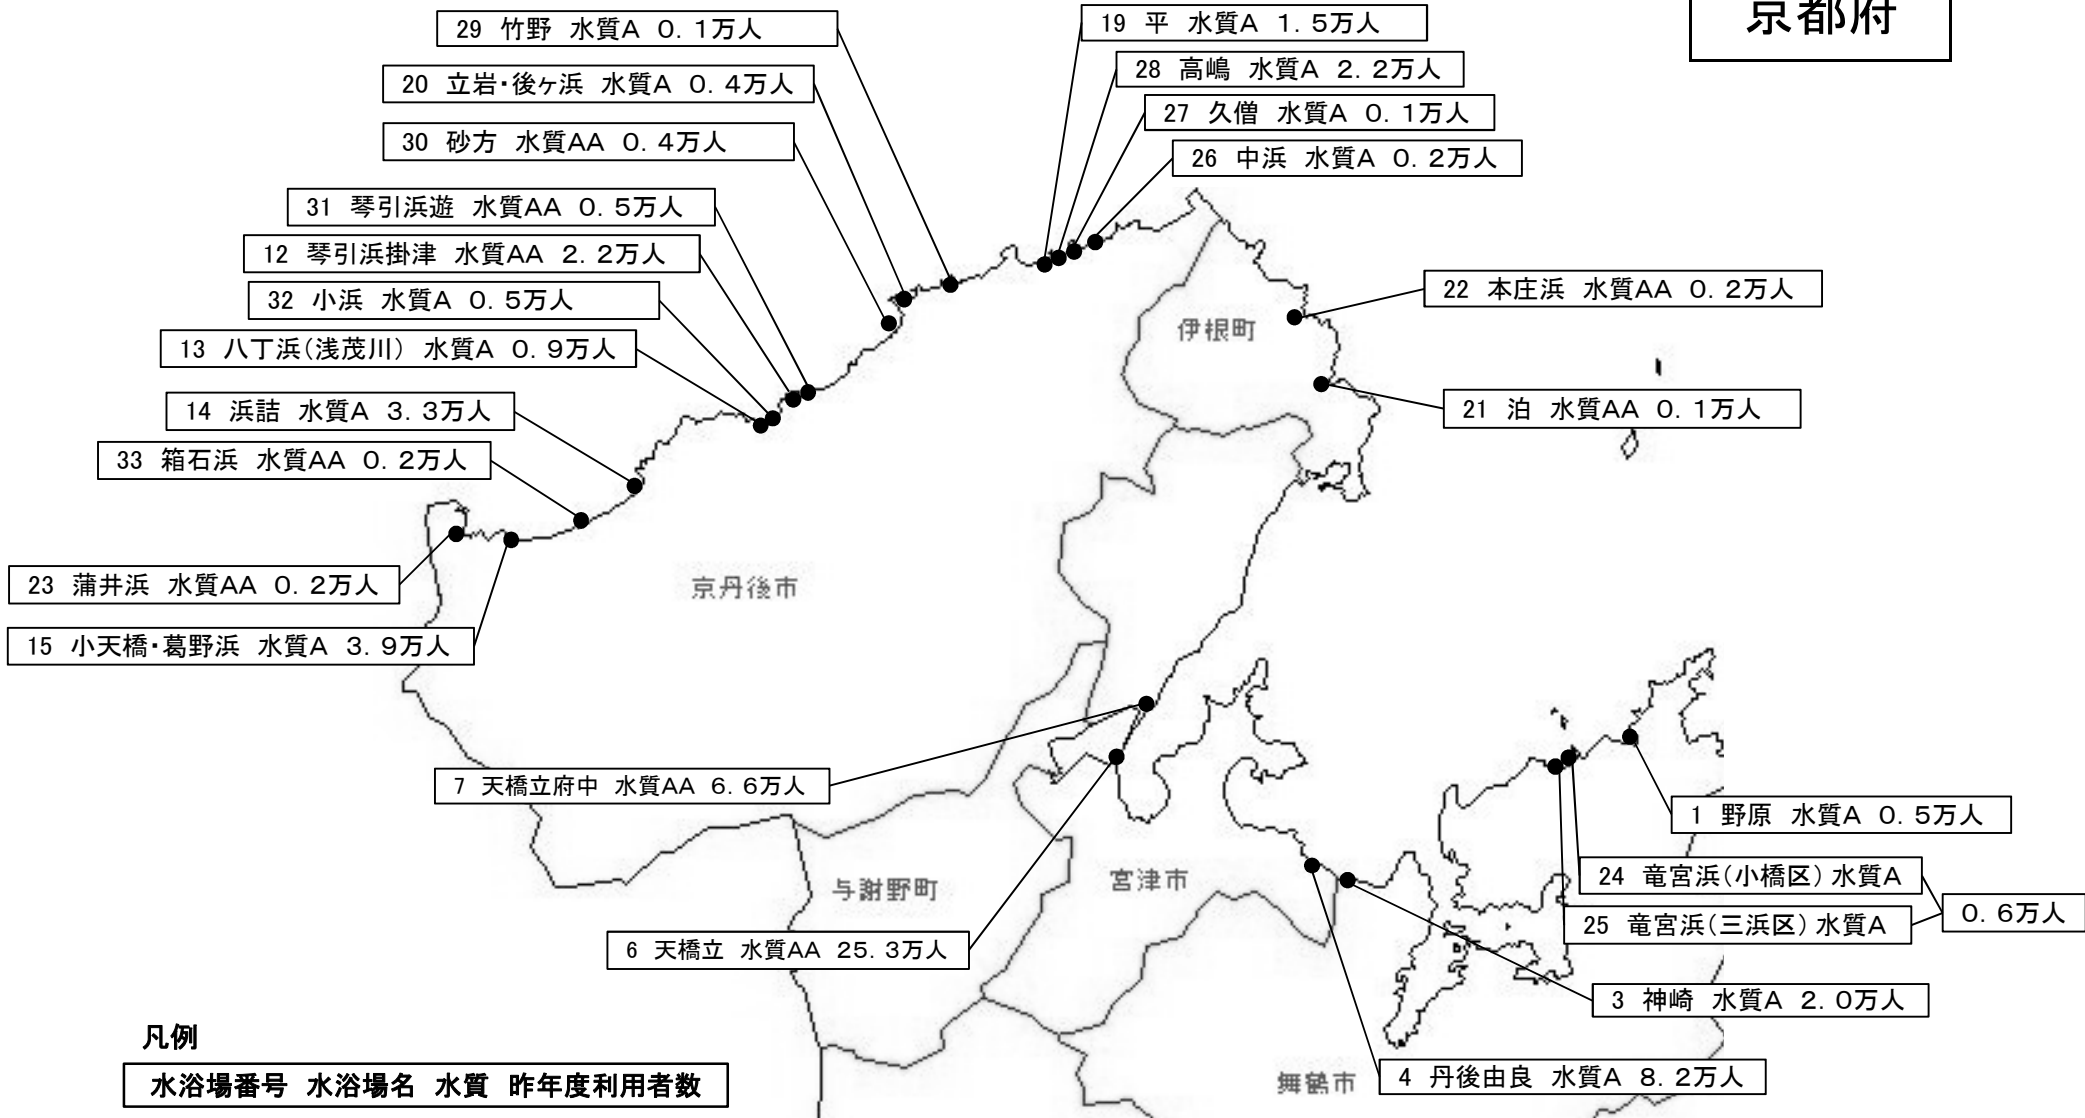 京都府
29 竹野 水質A 0.1万人
19 平 水質A 1.5万人
28 高嶋 水質A 2.2万人
20 立岩・後ヶ浜 水質A 0.4万人
27 久僧 水質A 0.1万人
30 砂方 水質AA 0.4万人
26 中浜 水質A 0.2万人
31 琴引浜遊 水質AA 0.5万人
12 琴引浜掛津 水質AA 2.2万人
32 小浜 水質A 0.5万人
22 本庄浜 水質AA 0.2万人
伊根町
13 八丁浜(浅茂川) 水質A 0.9万人
14 浜詰 水質A 3.3万人
21 泊 水質AA 0.1万人
33 箱石浜 水質AA 0.2万人
23 蒲井浜 水質AA 0.2万人
京丹後市
15 小天橋・葛野浜 水質A 3.9万人
7 天橋立府中 水質AA 6.6万人
1 野原 水質A 0.5万人
24 竜宮浜(小橋区) 水質A
与謝野町
宮津市
0.6万人
25 竜宮浜(三浜区) 水質A
6 天橋立 水質AA 25.3万人
3 神崎 水質A 2.0万人
凡例
4 丹後由良 水質A 8.2万人
舞鶴市
水浴場番号 水浴場名 水質 昨年度利用者数